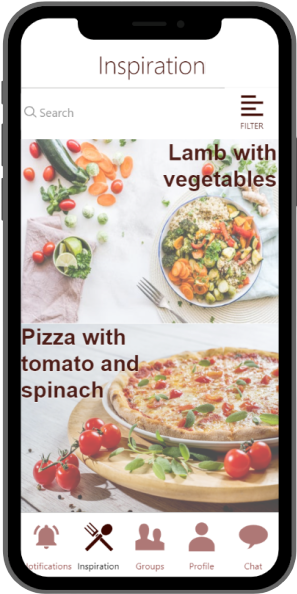 Inspiration
Search
FILTER
Lamb with
vegetables
Pizza with
tomato and
spinach
otifications
Inspiration
Groups
Profile
Chat